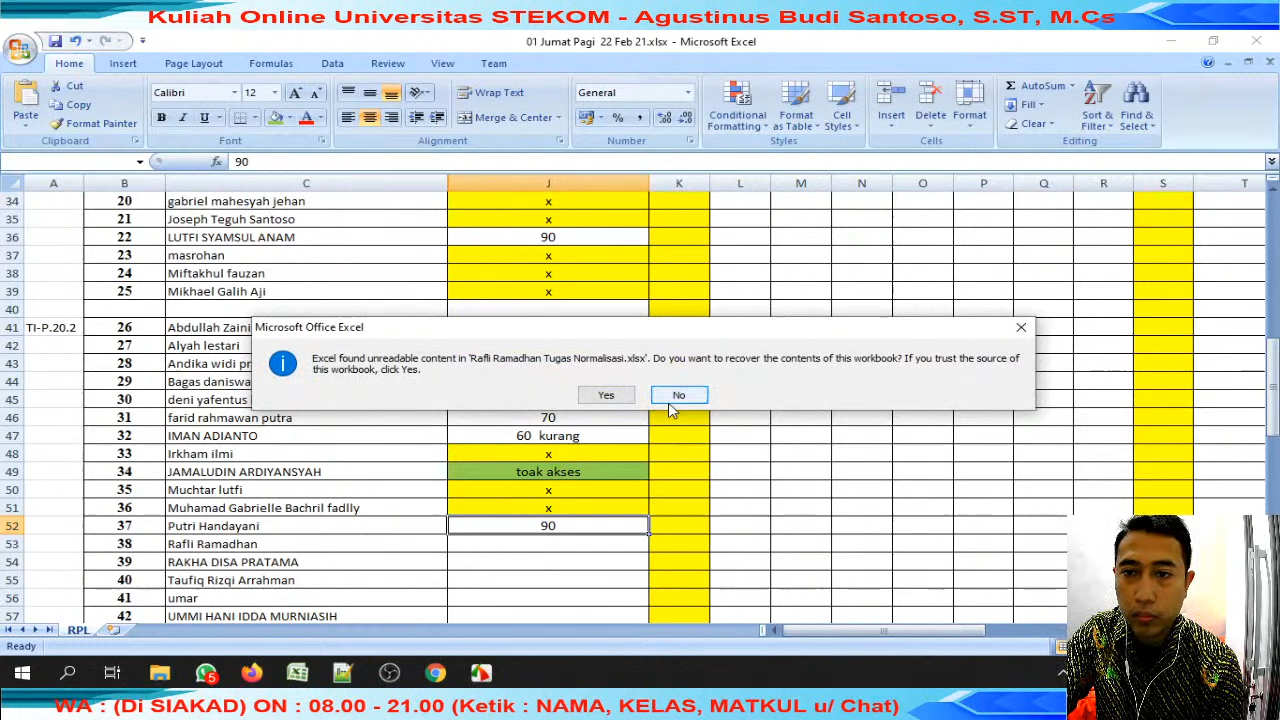 Kuliah Online Universitas STEKOM - Agustinus Budi Santoso, S.ST, M.Cs
01 Jumat Pagi 22 Feb 21.xlsx - Microsoft Excel
Home Insert Page Layout Formulas Data Review View Team
Cut Calibri 12 Wrap Text General AutoSum
Copy Fill
Paste Format Painter Merge & Center Conditional Formatting Format as Table Cell Styles Insert Delete Format Clear Sort & Filter Find & Select
Clipboard Font Alignment Number Styles Cells Editing
fx 90
A B C J K L M N O P Q R S T
34 20 gabriel mahesyah jehan x
35 21 Joseph Teguh Santoso x
36 22 LUTFI SYAMSUL ANAM 90
37 23 masrohan x
38 24 Miftakhul fauzan x
39 25 Mikhael Galih Aji x
40
41 TI-P.20.2 26 Abdullah Zaini
Microsoft Office Excel
42 27 Alyah lestari
43 28 Andika widi pr
Excel found unreadable content in 'Rafli Ramadhan Tugas Normalisasi.xlsx'. Do you want to recover the contents of this workbook? If you trust the source of
this workbook, click Yes.
44 29 Bagas daniswa
45 30 deni yafentus
Yes No
46 31 farid rahmawan putra 70
47 32 IMAN ADIANTO 60 kurang
48 33 Irkham ilmi x
49 34 JAMALUDIN ARDIYANSYAH toak akses
50 35 Muchtar lutfi x
51 36 Muhamad Gabrielle Bachril fadlly x
52 37 Putri Handayani 90
53 38 Rafli Ramadhan
54 39 RAKHA DISA PRATAMA
55 40 Taufiq Rizqi Arrahman
56 41 umar
57 42 UMMI HANI IDDA MURNIASIH
RPL
Ready
5
WA : (Di SIAKAD) ON : 08.00 - 21.00 (Ketik : NAMA, KELAS, MATKUL u/ Chat)